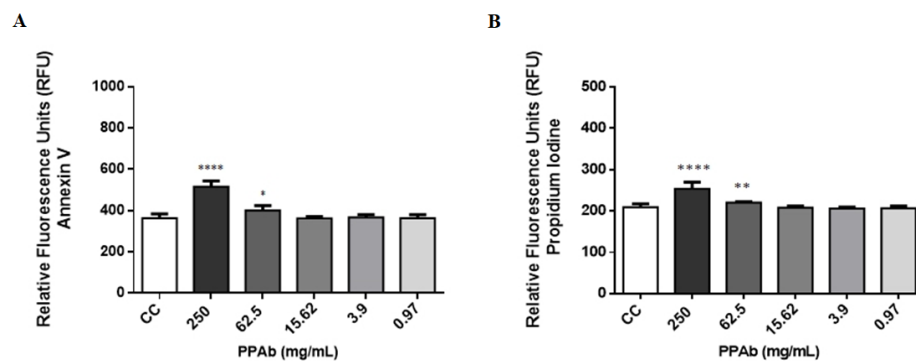 A
Relative Fluorescence Units (RFU)
Annexin V
1000
800
600
400
200
0
****
*
CC
250
62.5
15.62
3.9
0.97
PPAb (mg/mL)
B
Relative Fluorescence Units (RFU)
Propidium Iodine
500
400
300
200
100
0
****
**
CC
250
62.5
15.62
3.9
0.97
PPAb (mg/mL)